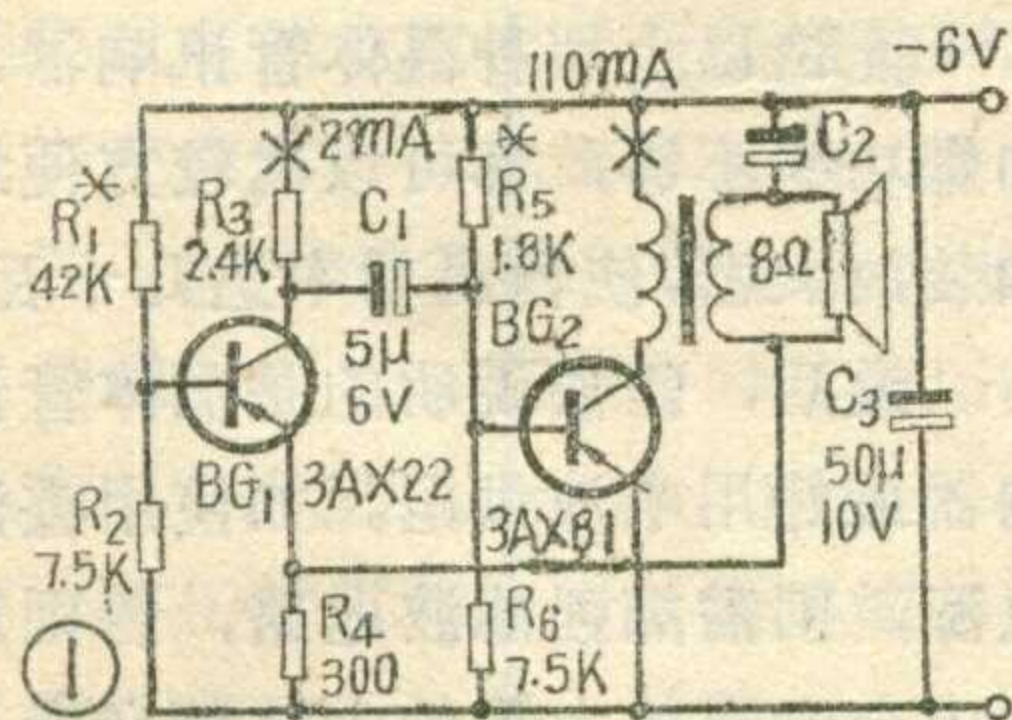 -6V
110mA
2mA
C2
R1
42K
R3
2.4K
C1
R5
1.8K
8Ω
5μ
6V
BG2
C3
50μ
10V
BG1
3AX22
3AX81
R2
7.5K
R4
300
R6
7.5K
1